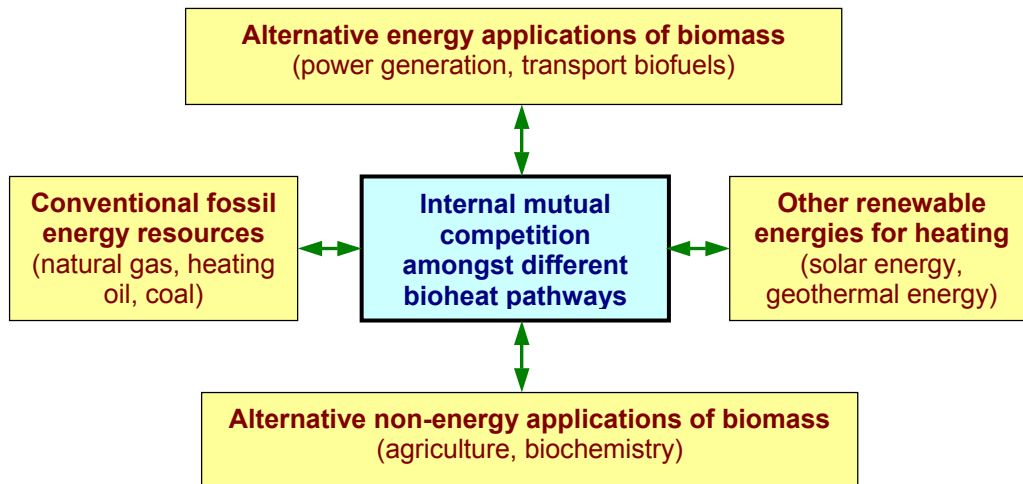 Alternative energy applications of biomass
(power generation, transport biofuels)
Conventional fossil
energy resources
(natural gas, heating
oil, coal)
Internal mutual
competition
amongst different
bioheat pathways
Other renewable
energies for heating
(solar energy,
geothermal energy)
Alternative non-energy applications of biomass
(agriculture, biochemistry)